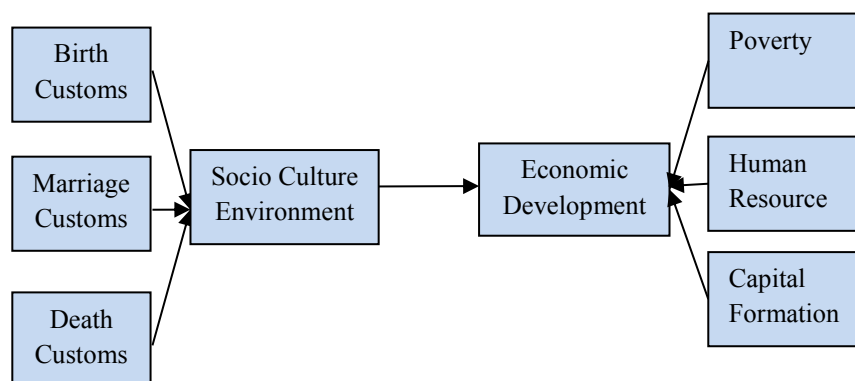 Birth
Customs
Marriage
Customs
Death
Customs
Socio Culture
Environment
Economic
Development
Poverty
Human
Resource
Capital
Formation